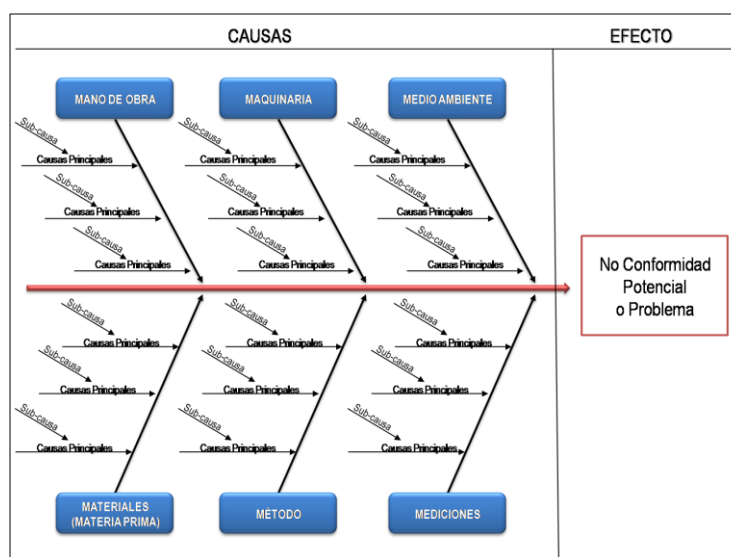 CAUSAS
EFECTO
MANO DE OBRA
MAQUINARIA
MEDIO AMBIENTE
Sub-causa
Sub-causa
Sub-causa
Causas Principales
Causas Principales
Causas Principales
Sub-causa
Sub-causa
Sub-causa
Causas Principales
Causas Principales
Causas Principales
Sub-causa
Sub-causa
Sub-causa
Causas Principales
Causas Principales
Causas Principales
No Conformidad
Potencial
o Problema
Sub-causa
Sub-causa
Sub-causa
Causas Principales
Causas Principales
Causas Principales
Sub-causa
Sub-causa
Sub-causa
Causas Principales
Causas Principales
Causas Principales
Sub-causa
Sub-causa
Sub-causa
Causas Principales
Causas Principales
Causas Principales
MATERIALES
(MATERIA PRIMA)
MÉTODO
MEDICIONES